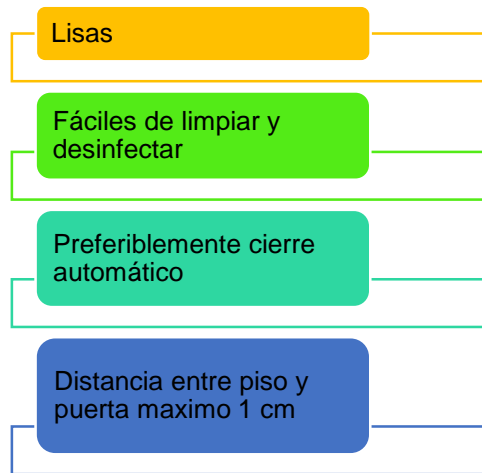 Lisas
Fáciles de limpiar y
desinfectar
Preferiblemente cierre
automático
Distancia entre piso y
puerta maximo 1 cm